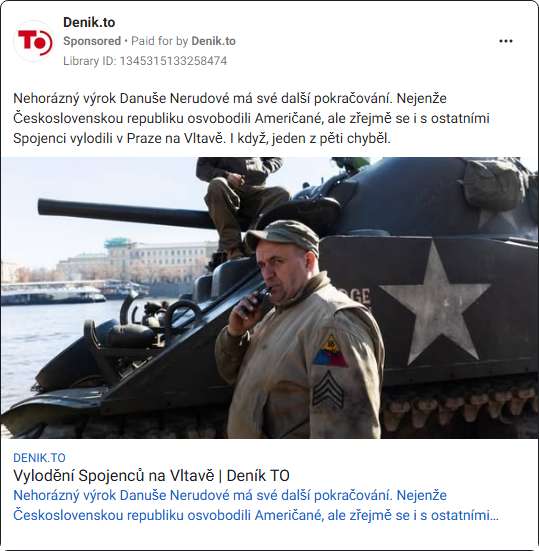 Denik.to
Sponsored • Paid for by Denik.to
Library ID: 1345315133258474
TO
Nehorázný výrok Danuše Nerudové má své další pokračování. Nejenže
Československou republiku osvobodili Američané, ale zřejmě se i s ostatními
Spojenci vylodili v Praze na Vltavě. I když, jeden z pěti chyběl.
DENIK.TO
Vylodění Spojenců na Vltavě | Deník TO
Nehorázný výrok Danuše Nerudové má své další pokračování. Nejenže
Československou republiku osvobodili Američané, ale zřejmě se i s ostatními…